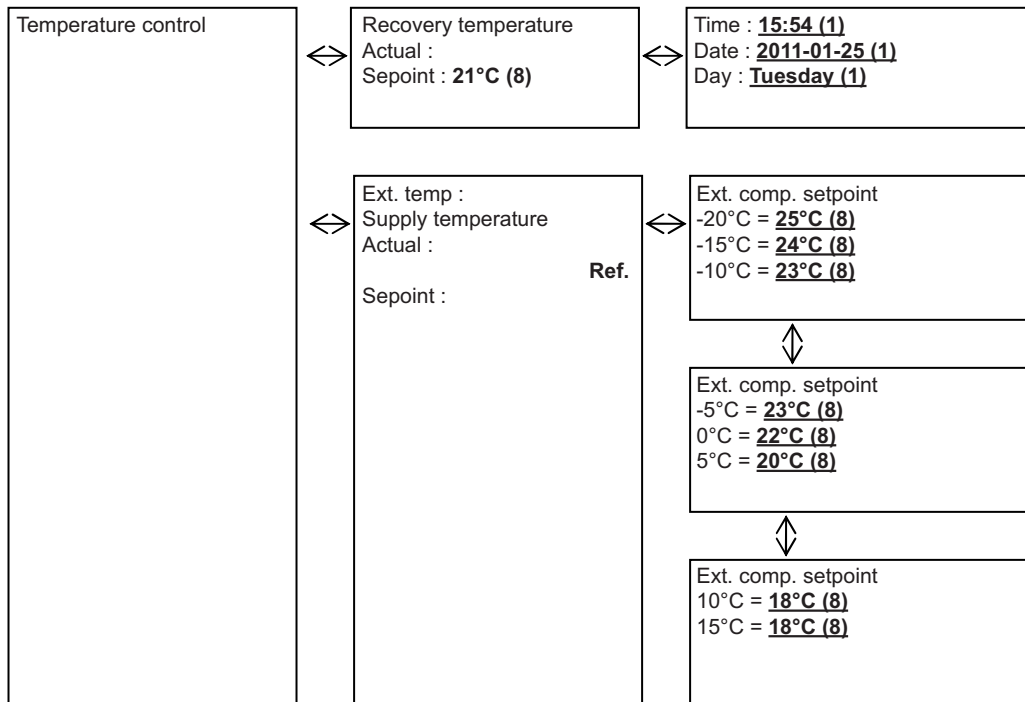 Temperature control
Recovery temperature
Actual :
Sepoint : 21°C (8)
Time : 15:54 (1)
Date : 2011-01-25 (1)
Day : Tuesday (1)
Ext. temp :
Supply temperature
Actual :
Ref.
Sepoint :
Ext. comp. setpoint
-20°C = 25°C (8)
-15°C = 24°C (8)
-10°C = 23°C (8)
Ext. comp. setpoint
-5°C = 23°C (8)
0°C = 22°C (8)
5°C = 20°C (8)
Ext. comp. setpoint
10°C = 18°C (8)
15°C = 18°C (8)